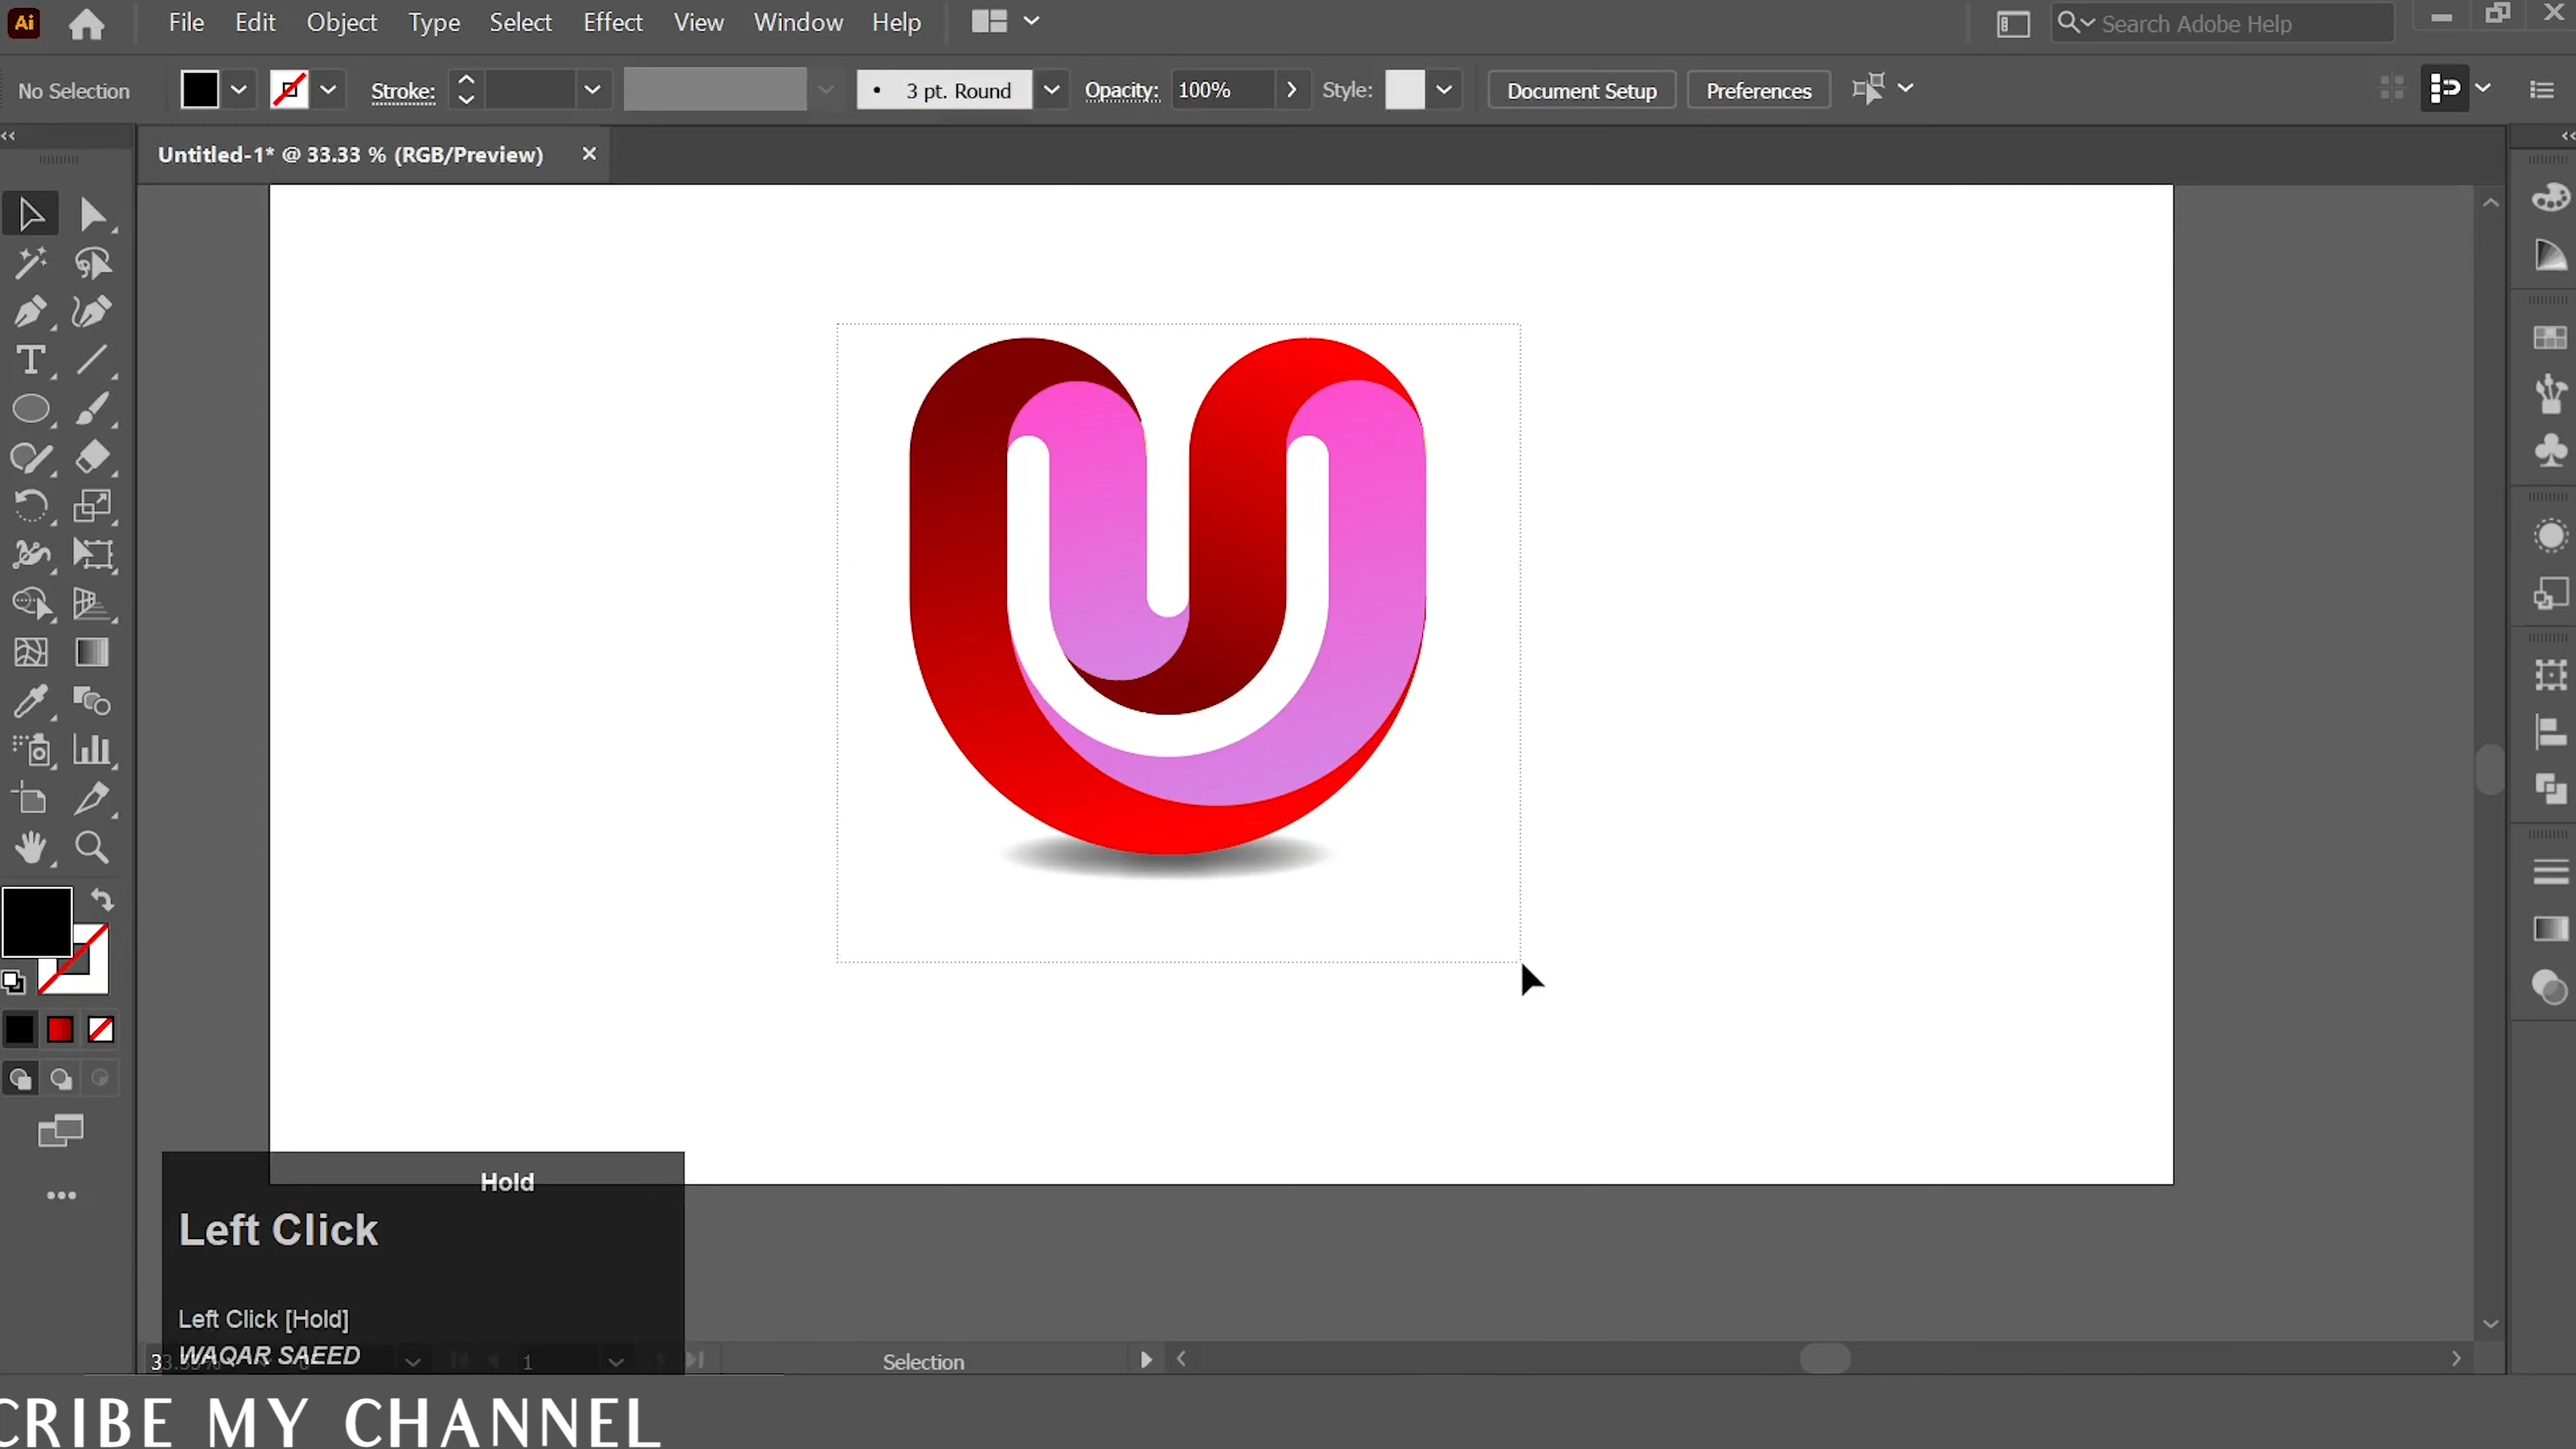 Ai File Edit Object Type Select Effect View Window Help Search Adobe Help
No Selection Stroke: 3 pt. Round Opacity: 100% Style: Document Setup Preferences
Untitled-1* @ 33.33 % (RGB/Preview)
Hold
Left Click
Left Click [Hold]
WAQAR SAEED
1 Selection
CRIBE MY CHANNEL